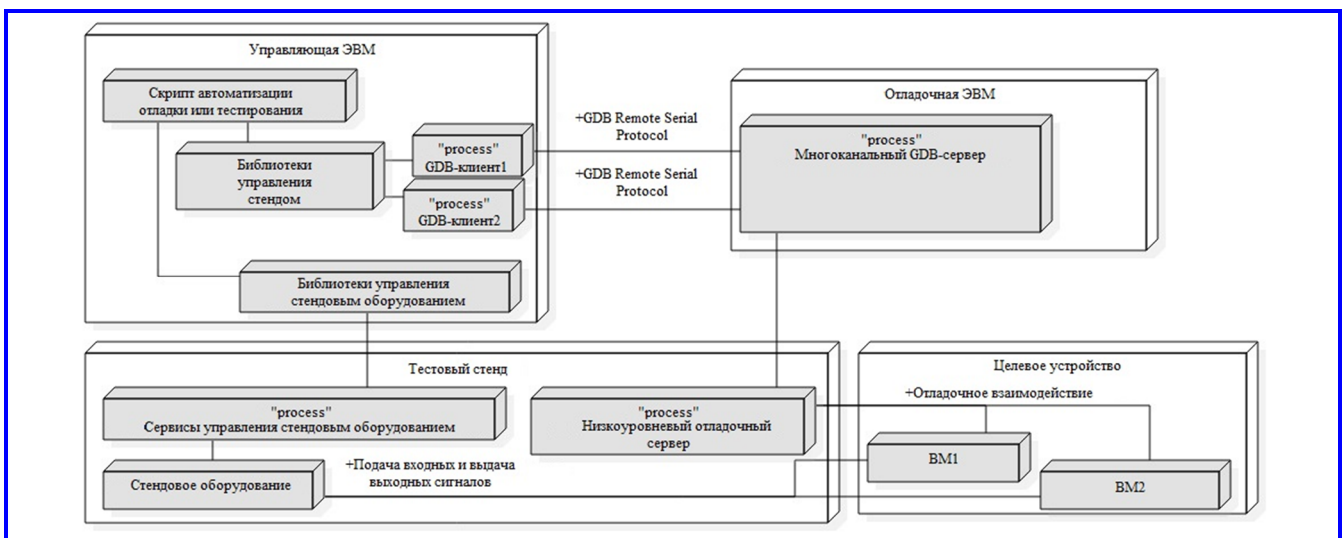 Управляющая ЭВМ
Скрипт автоматизации
отладки или тестирования
Библиотеки
управления
стендом
"process"
GDB-клиент1
"process"
GDB-клиент2
Библиотеки управления
стендовым оборудованием
+GDB Remote Serial
Protocol
+GDB Remote Serial
Protocol
Отладочная ЭВМ
"process"
Многоканальный GDB-сервер
Тестовый стенд
"process"
Сервисы управления стендовым оборудованием
Стендовое оборудование
+Подача входных и выдача
выходных сигналов
"process"
Низкоуровневый отладочный
сервер
Целевое устройство
+Отладочное взаимодействие
ВМ1
ВМ2